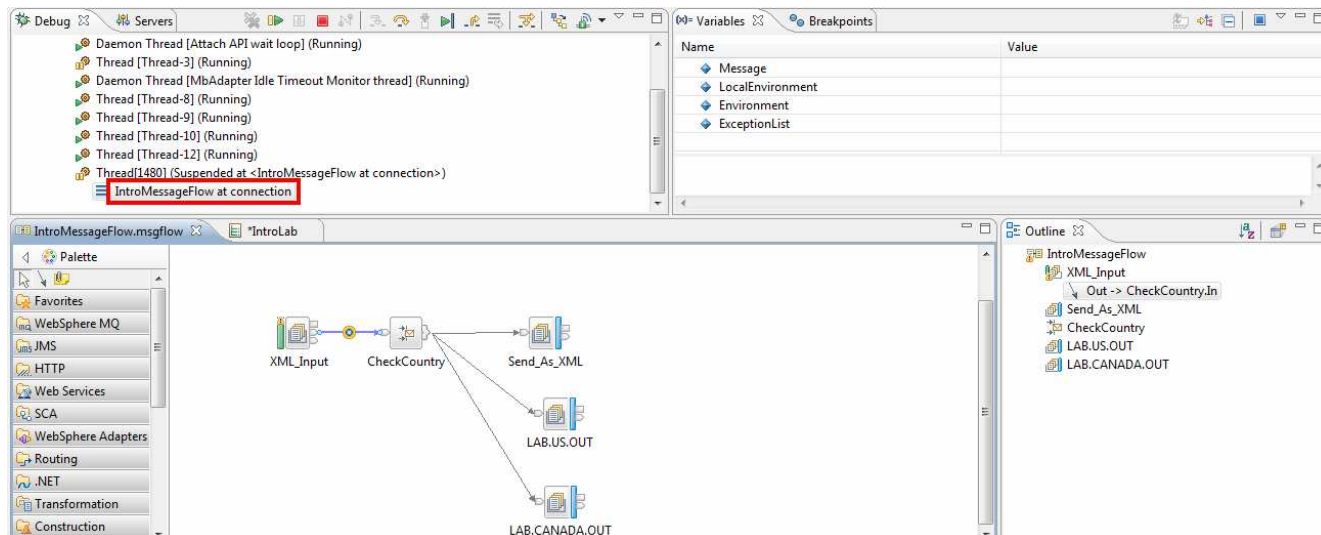 Debug
Servers
Daemon Thread [Attach API wait loop] (Running)
Thread [Thread-3] (Running)
Daemon Thread [MbAdapter Idle Timeout Monitor thread] (Running)
Thread [Thread-8] (Running)
Thread [Thread-9] (Running)
Thread [Thread-10] (Running)
Thread [Thread-12] (Running)
Thread[1480] (Suspended at <IntroMessageFlow at connection>)
IntroMessageFlow at connection
(x)= Variables
Breakpoints
Name Value
Message
LocalEnvironment
Environment
ExceptionList
IntroMessageFlow.msgflow
*IntroLab
Palette
Favorites
WebSphere MQ
JMS
HTTP
Web Services
SCA
WebSphere Adapters
Routing
.NET
Transformation
Construction
XML_Input
CheckCountry
Send_As_XML
LAB.US.OUT
LAB.CANADA.OUT
Outline
IntroMessageFlow
XML_Input
Out -> CheckCountry.In
Send_As_XML
CheckCountry
LAB.US.OUT
LAB.CANADA.OUT